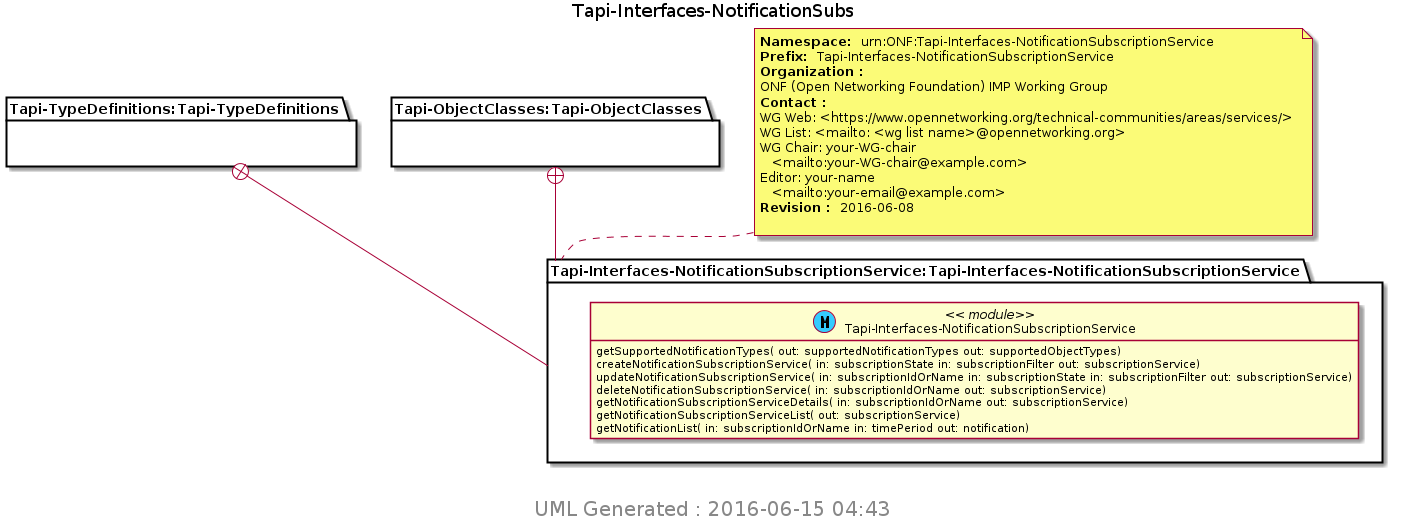 Tapi-Interfaces-NotificationSubs
Namespace: urn:ONF:Tapi-Interfaces-NotificationSubscriptionService
Prefix: Tapi-Interfaces-NotificationSubscriptionService
Organization :
ONF (Open Networking Foundation) IMP Working Group
Contact :
WG Web: <https://www.opennetworking.org/technical-communities/areas/services/>
WG List: <mailto: <wg list name>@opennetworking.org>
WG Chair: your-WG-chair
<mailto:your-WG-chair@example.com>
Editor: your-name
<mailto:your-email@example.com>
Revision : 2016-06-08
Tapi-TypeDefinitions:Tapi-TypeDefinitions
Tapi-ObjectClasses:Tapi-ObjectClasses
Tapi-Interfaces-NotificationSubscriptionService:Tapi-Interfaces-NotificationSubscriptionService
M
<< module>>
Tapi-Interfaces-NotificationSubscriptionService
getSupportedNotificationTypes( out: supportedNotificationTypes out: supportedObjectTypes)
createNotificationSubscriptionService( in: subscriptionState in: subscriptionFilter out: subscriptionService)
updateNotificationSubscriptionService( in: subscriptionIdOrName in: subscriptionState in: subscriptionFilter out: subscriptionService)
deleteNotificationSubscriptionService( in: subscriptionIdOrName out: subscriptionService)
getNotificationSubscriptionServiceDetails( in: subscriptionIdOrName out: subscriptionService)
getNotificationSubscriptionServiceList( out: subscriptionService)
getNotificationList( in: subscriptionIdOrName in: timePeriod out: notification)
UML Generated : 2016-06-15 04:43